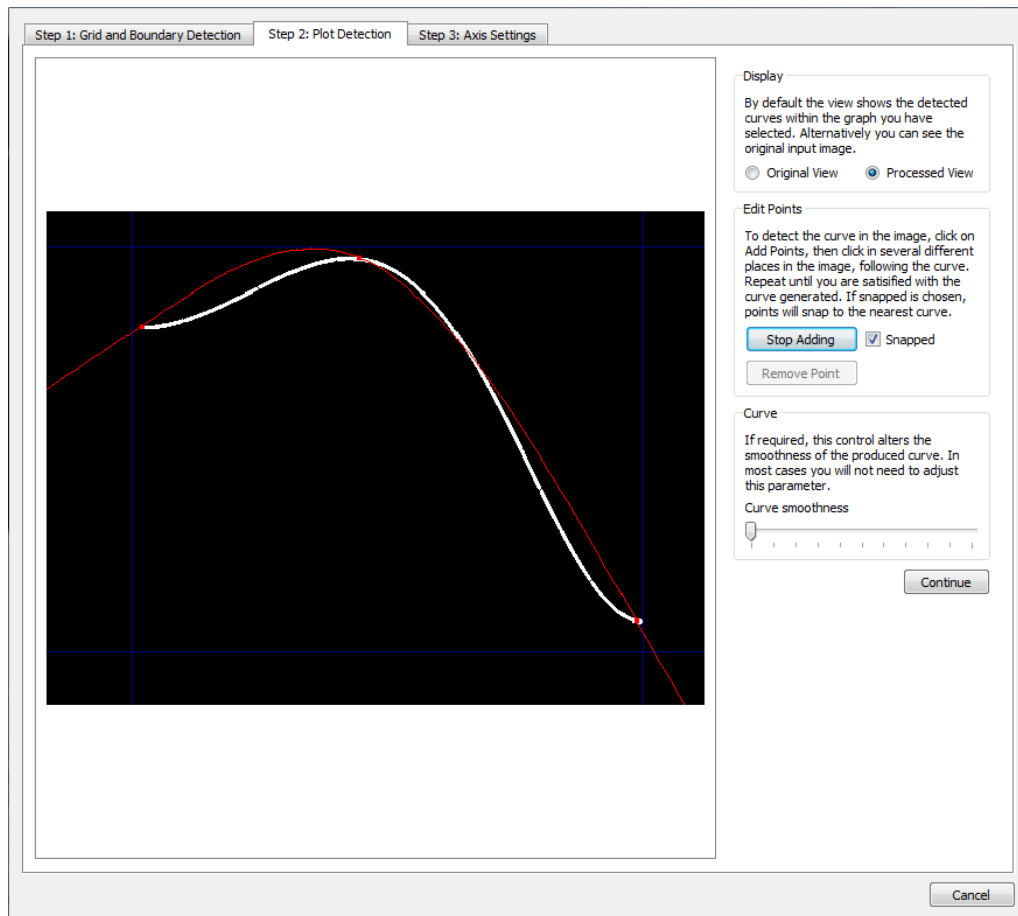 Step 1: Grid and Boundary Detection
Step 2: Plot Detection
Step 3: Axis Settings
Display
By default the view shows the detected
curves within the graph you have
selected. Alternatively you can see the
original input image.
Original View
Processed View
Edit Points
To detect the curve in the image, click on
Add Points, then click in several different
places in the image, following the curve.
Repeat until you are satisified with the
curve generated. If snapped is chosen,
points will snap to the nearest curve.
Stop Adding
Snapped
Remove Point
Curve
If required, this control alters the
smoothness of the produced curve. In
most cases you will not need to adjust
this parameter.
Curve smoothness
Continue
Cancel